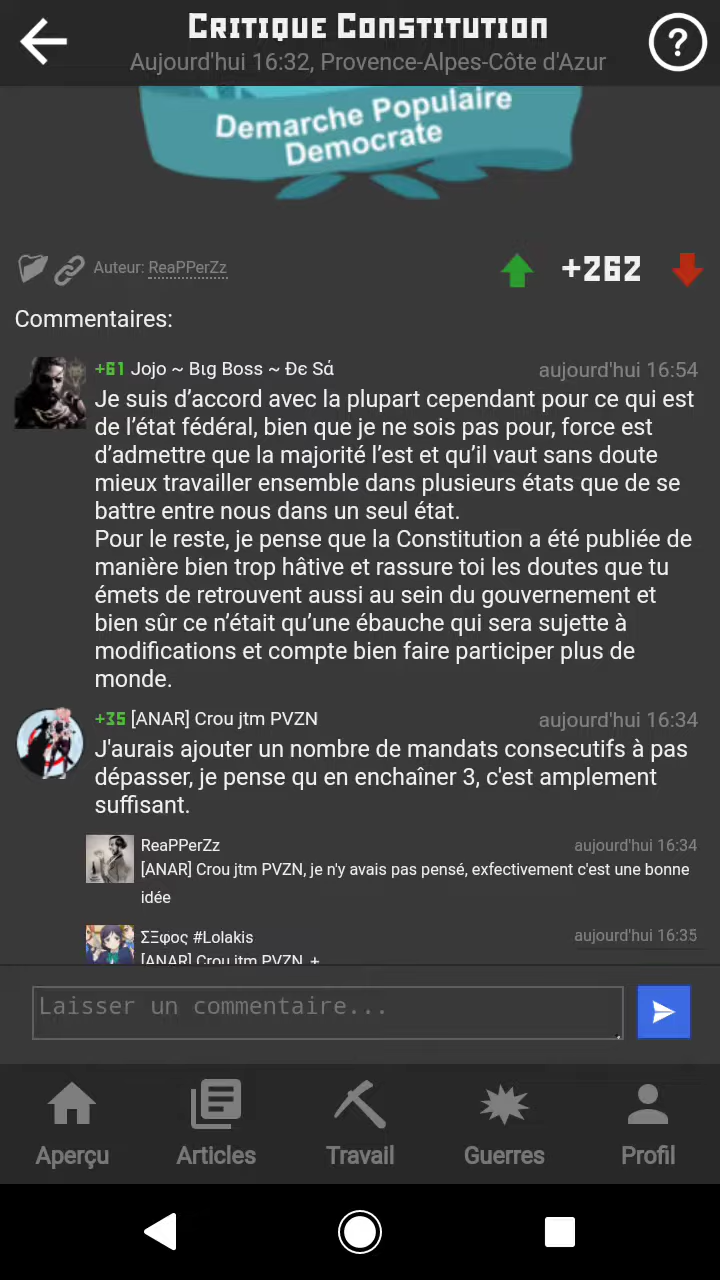 Critique Constitution
Aujourd'hui 16:32, Provence-Alpes-Côte d'Azur
?
Demarche Populaire
Democrate
Auteur: ReaPPerZz
+262
Commentaires:
+61 Jojo ~ Bιg Boss ~ Ðє Sά
aujourd'hui 16:54
Je suis d’accord avec la plupart cependant pour ce qui est
de l’état fédéral, bien que je ne sois pas pour, force est
d’admettre que la majorité l’est et qu’il vaut sans doute
mieux travailler ensemble dans plusieurs états que de se
battre entre nous dans un seul état.
Pour le reste, je pense que la Constitution a été publiée de
manière bien trop hâtive et rassure toi les doutes que tu
émets de retrouvent aussi au sein du gouvernement et
bien sûr ce n’était qu’une ébauche qui sera sujette à
modifications et compte bien faire participer plus de
monde.
+35 [ANAR] Crou jtm PVZN
aujourd'hui 16:34
J'aurais ajouter un nombre de mandats consecutifs à pas
dépasser, je pense qu en enchaîner 3, c'est amplement
suffisant.
ReaPPerZz
aujourd'hui 16:34
[ANAR] Crou jtm PVZN, je n'y avais pas pensé, exfectivement c'est une bonne
idée
ΣΞφος #Lolakis
aujourd'hui 16:35
[ANAR] Crou jtm PVZN, +
Laisser un commentaire...
Aperçu
Articles
Travail
Guerres
Profil